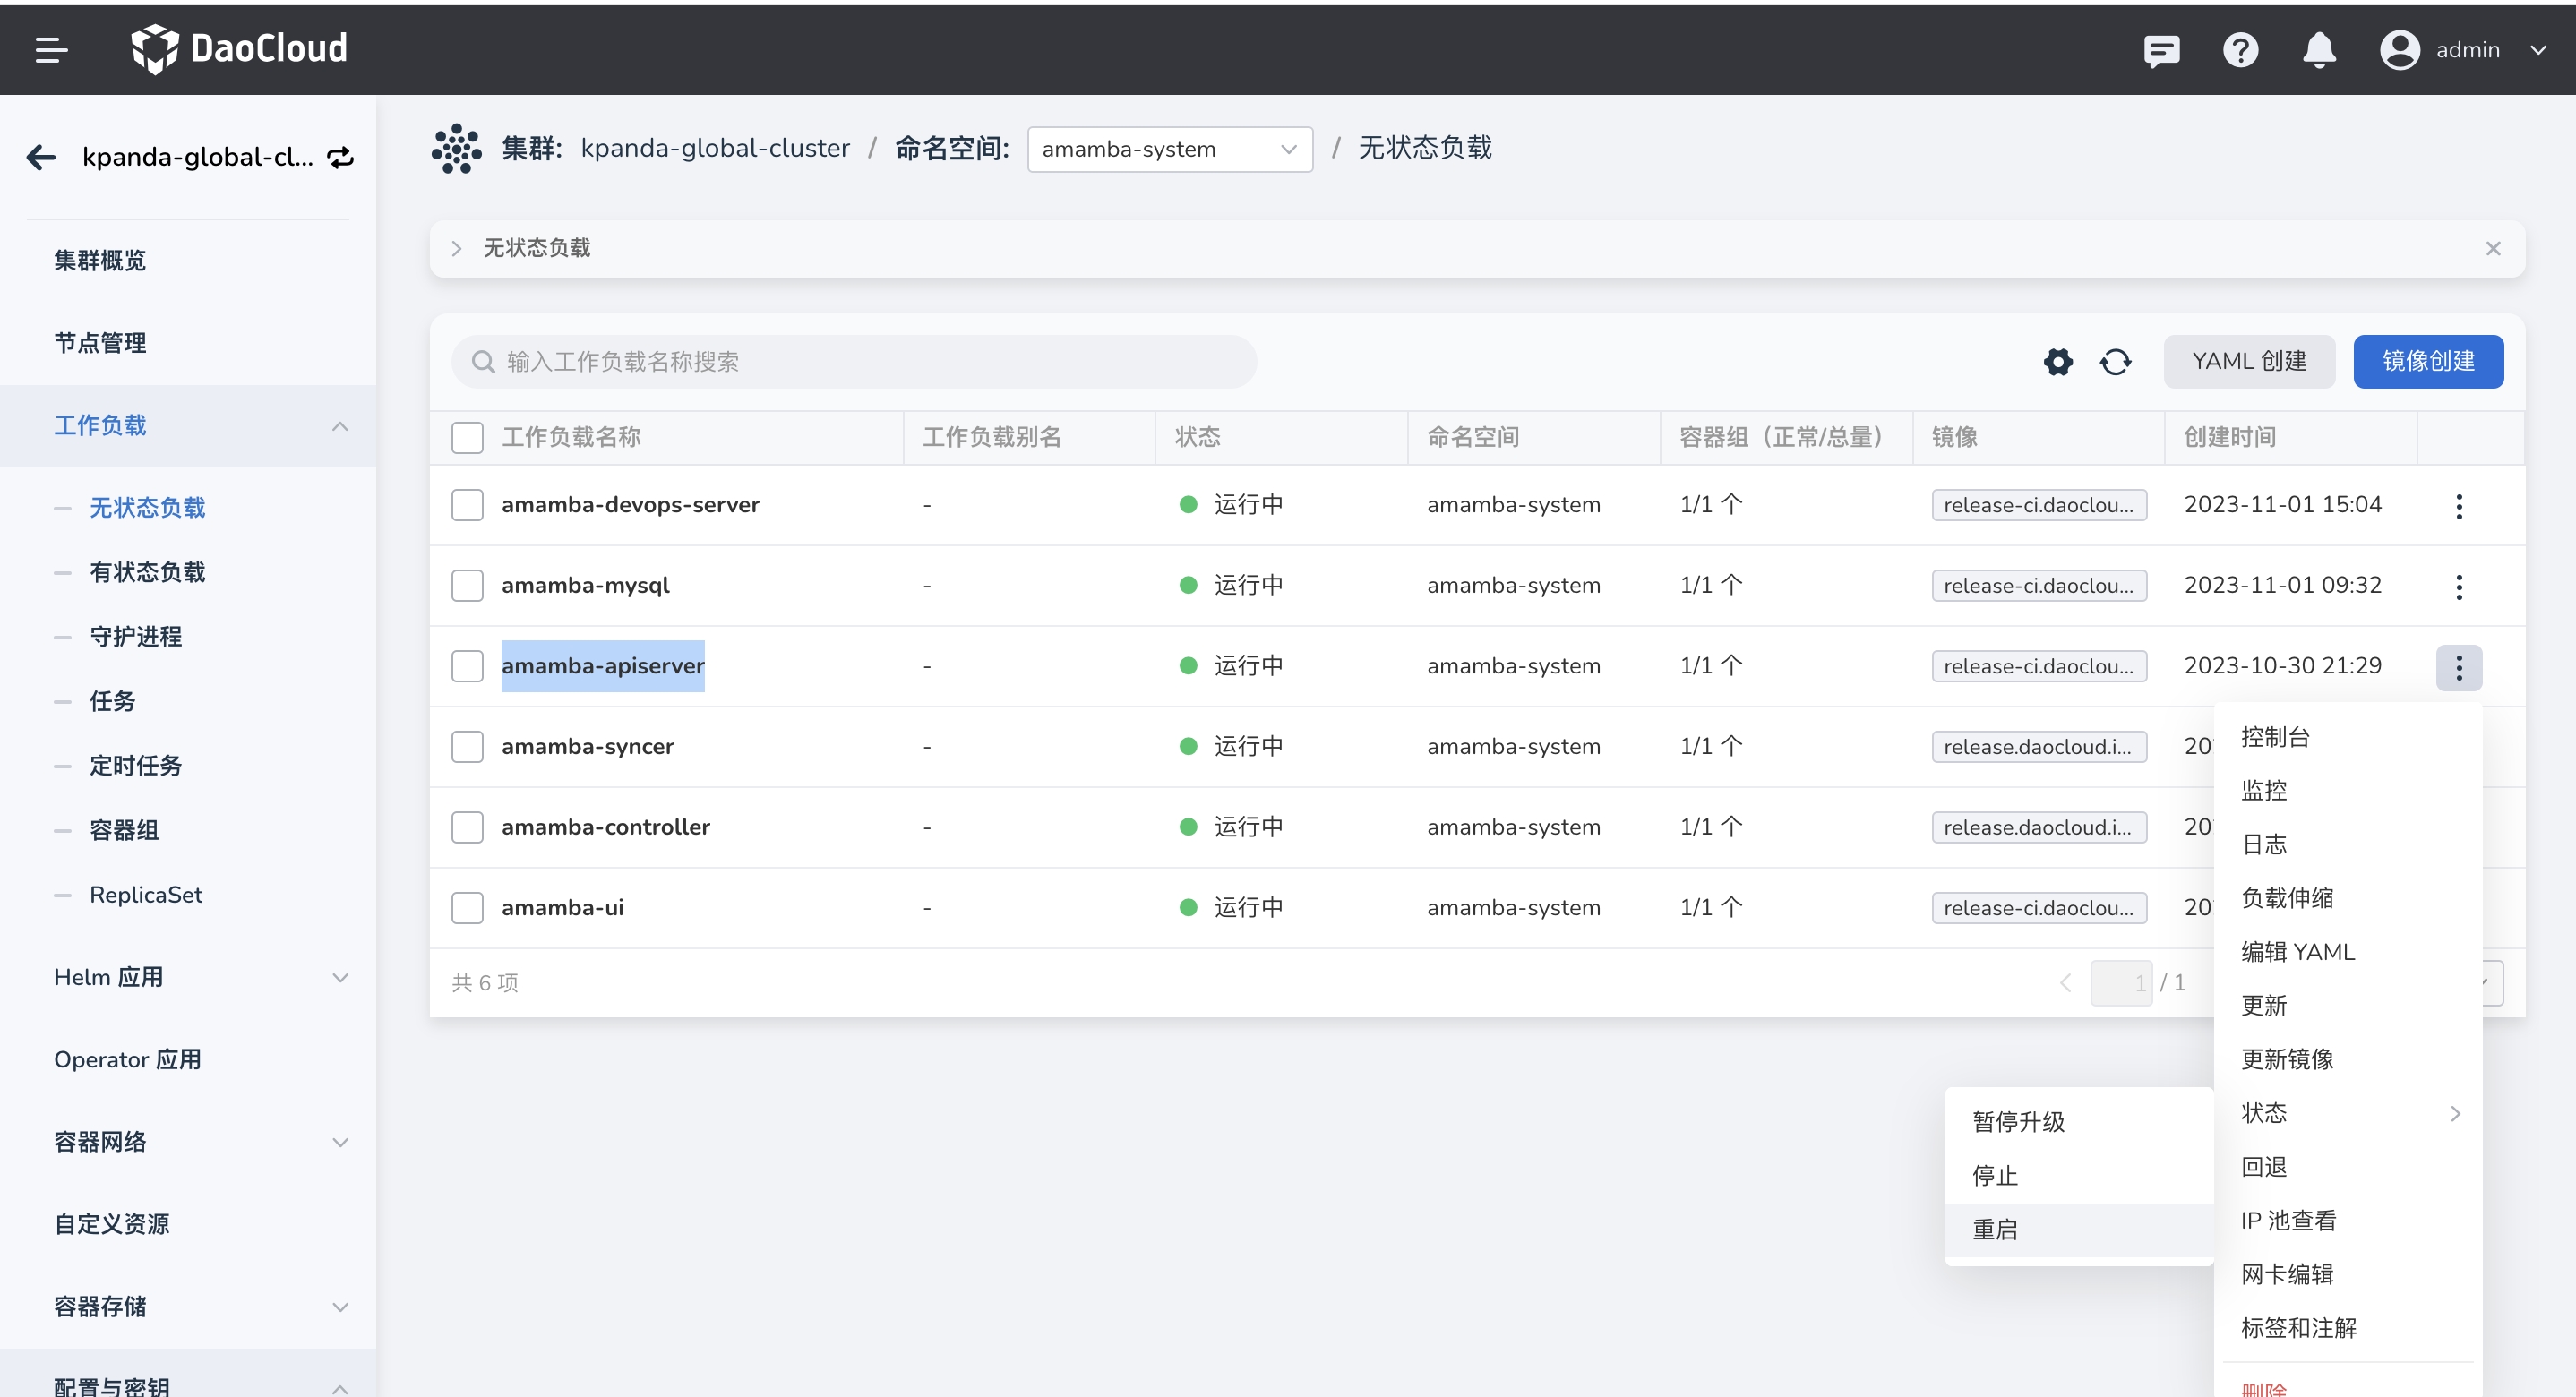 DaoCloud
admin
kpanda-global-cl...
集群概览
节点管理
工作负载
无状态负载
有状态负载
守护进程
任务
定时任务
容器组
ReplicaSet
Helm 应用
Operator 应用
容器网络
自定义资源
容器存储
配置与密钥
集群: kpanda-global-cluster / 命名空间: amamba-system / 无状态负载
无状态负载
输入工作负载名称搜索
YAML 创建 镜像创建
工作负载名称 工作负载别名 状态 命名空间 容器组（正常/总量） 镜像 创建时间
amamba-devops-server - 运行中 amamba-system 1/1 个 release-ci.daoclou... 2023-11-01 15:04
amamba-mysql - 运行中 amamba-system 1/1 个 release-ci.daoclou... 2023-11-01 09:32
amamba-apiserver - 运行中 amamba-system 1/1 个 release-ci.daoclou... 2023-10-30 21:29
amamba-syncer - 运行中 amamba-system 1/1 个 release.daocloud.i... 20
amamba-controller - 运行中 amamba-system 1/1 个 release.daocloud.i... 20
amamba-ui - 运行中 amamba-system 1/1 个 release-ci.daoclou... 20
共 6 项
1 / 1
控制台
监控
日志
负载伸缩
编辑 YAML
更新
更新镜像
状态
回退
IP 池查看
网卡编辑
标签和注解
删除
暂停升级
停止
重启